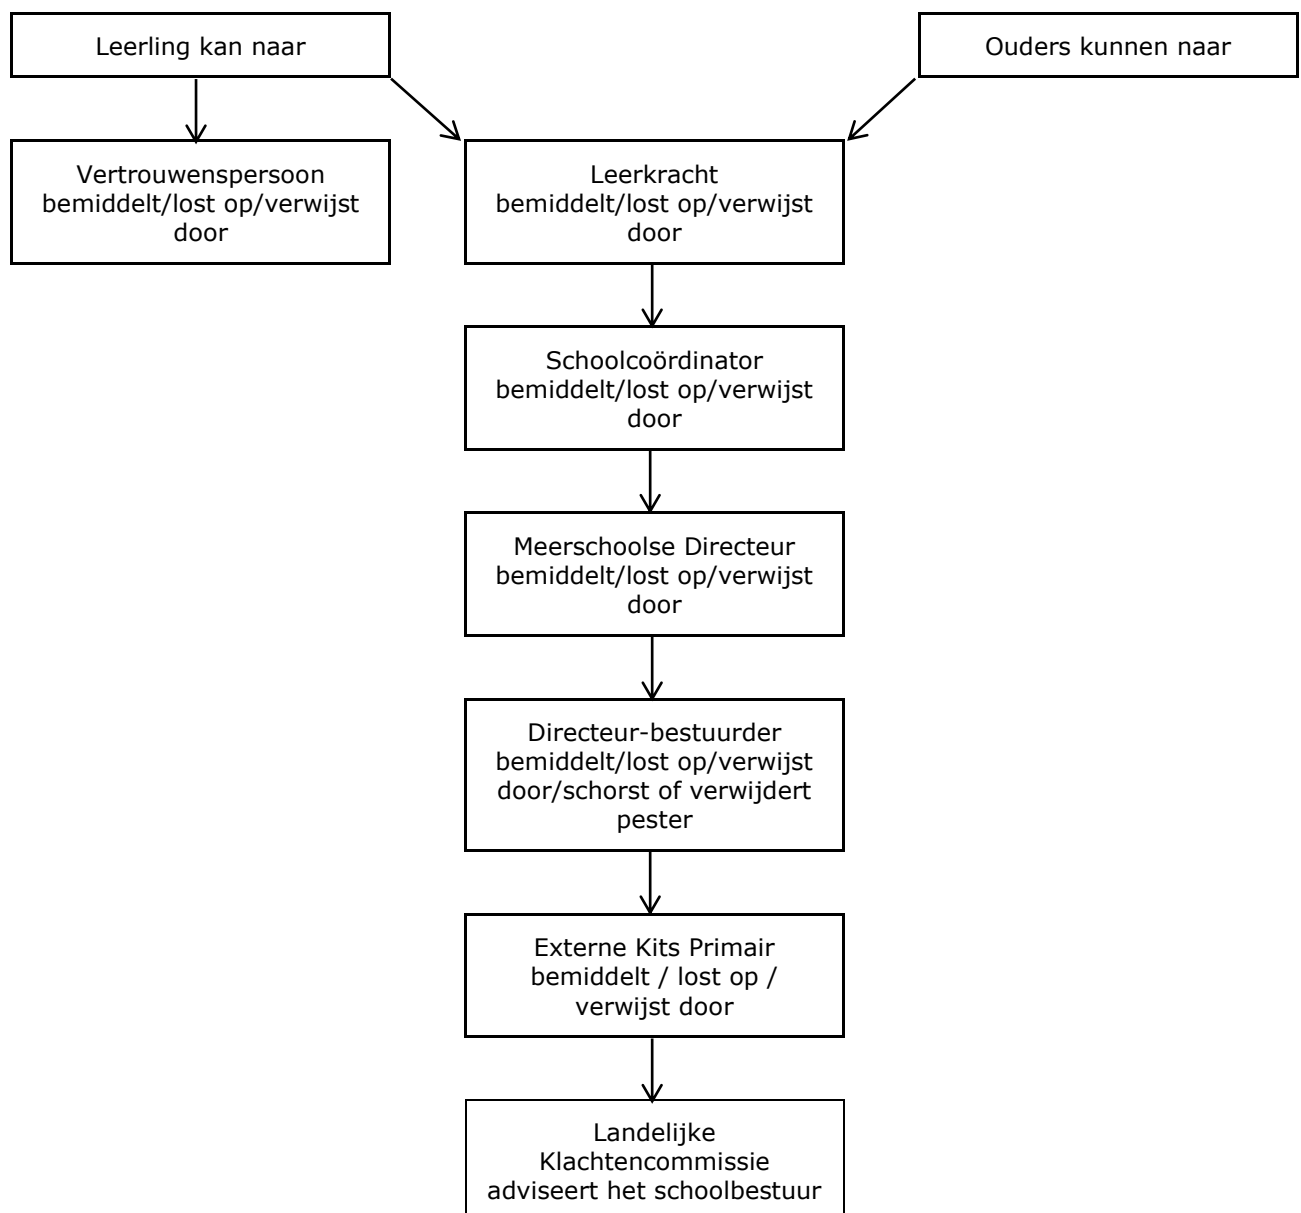 Leerling kan naar
Ouders kunnen naar
Vertrouwenspersoon
bemiddelt/lost op/verwijst
door
Leerkracht
bemiddelt/lost op/verwijst
door
Schoolcoördinator
bemiddelt/lost op/verwijst
door
Meerschoolse Directeur
bemiddelt/lost op/verwijst
door
Directeur-bestuurder
bemiddelt/lost op/verwijst
door/schorst of verwijdert
pester
Externe Kits Primair
bemiddelt / lost op /
verwijst door
Landelijke
Klachtencommissie
adviseert het schoolbestuur